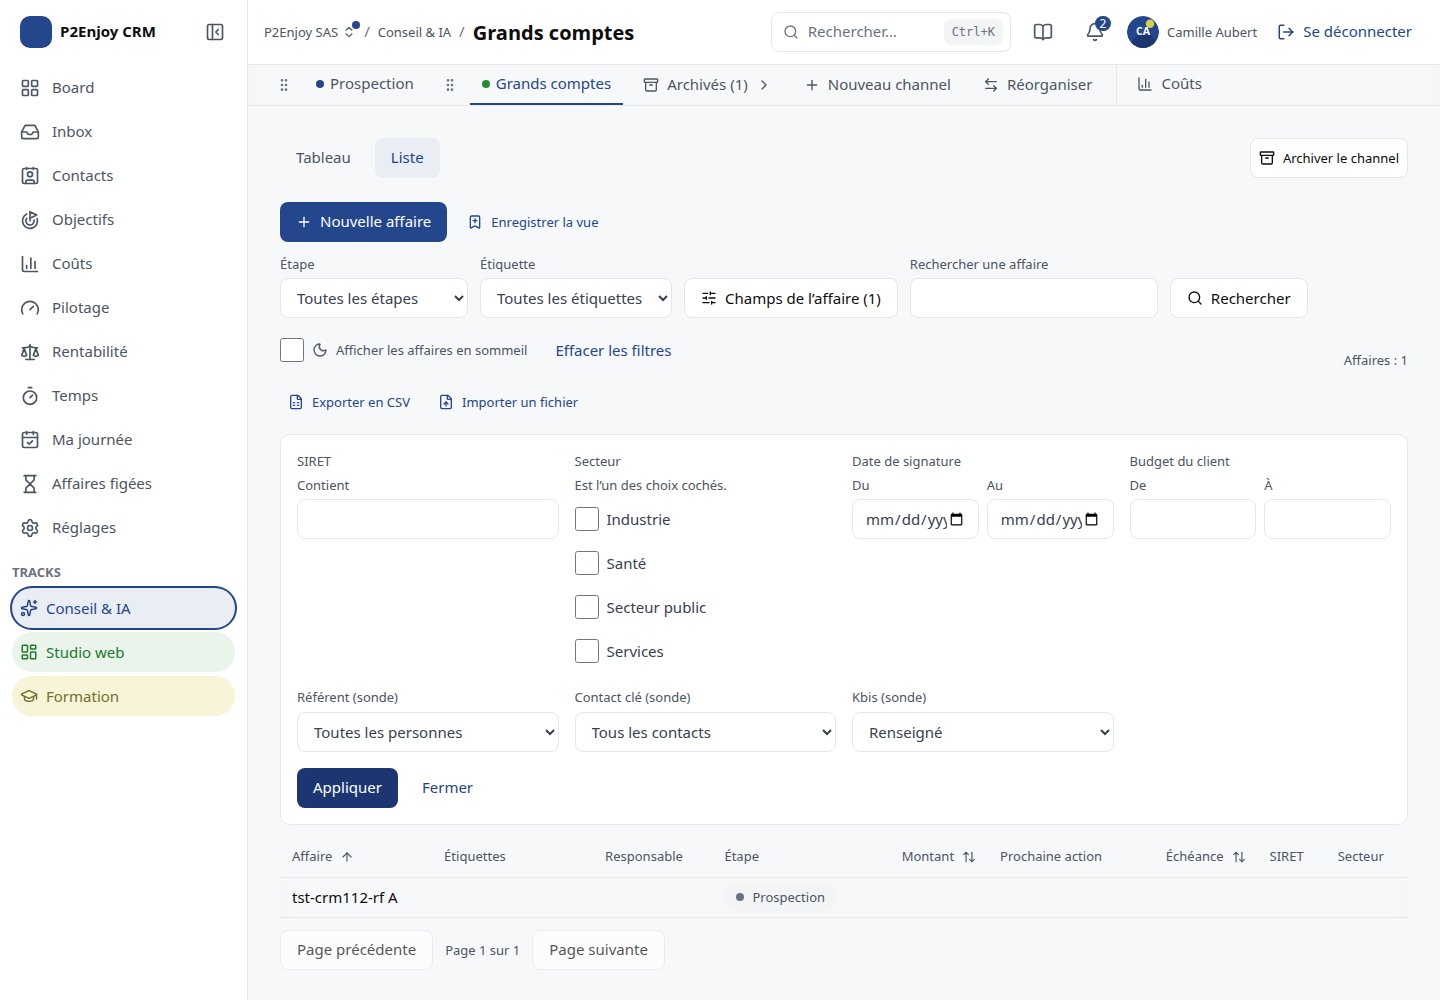 P2Enjoy CRM
Board
Inbox
Contacts
Objectifs
Coûts
Pilotage
Rentabilité
Temps
Ma journée
Affaires figées
Réglages
TRACKS
Conseil & IA
Studio web
Formation
P2Enjoy SAS / Conseil & IA / Grands comptes
Rechercher... Ctrl+K
2
CA Camille Aubert
Se déconnecter
Prospection
Grands comptes
Archivés (1)
Nouveau channel
Réorganiser
Coûts
Tableau Liste
Archiver le channel
Nouvelle affaire
Enregistrer la vue
Étape Étiquette Rechercher une affaire
Toutes les étapes Toutes les étiquettes Champs de l’affaire (1) Rechercher
Afficher les affaires en sommeil Effacer les filtres
Affaires : 1
Exporter en CSV Importer un fichier
SIRET Secteur Date de signature Budget du client
Contient Est l’un des choix cochés. Du Au De À
Industrie mm/dd/yyy mm/dd/yyy
Santé
Secteur public
Services
Référent (sonde) Contact clé (sonde) Kbis (sonde)
Toutes les personnes Tous les contacts Renseigné
Appliquer Fermer
Affaire Étiquettes Responsable Étape Montant Prochaine action Échéance SIRET Secteur
tst-crm112-rf A Prospection
Page précédente Page 1 sur 1 Page suivante